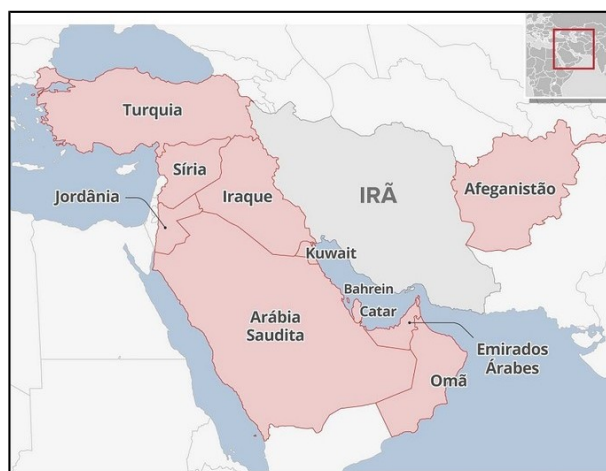 Turquia
Síria
Jordânia
Iraque
IRÃ
Afeganistão
Kuwait
Bahrein
Catar
Arábia
Saudita
Emirados
Árabes
Omã